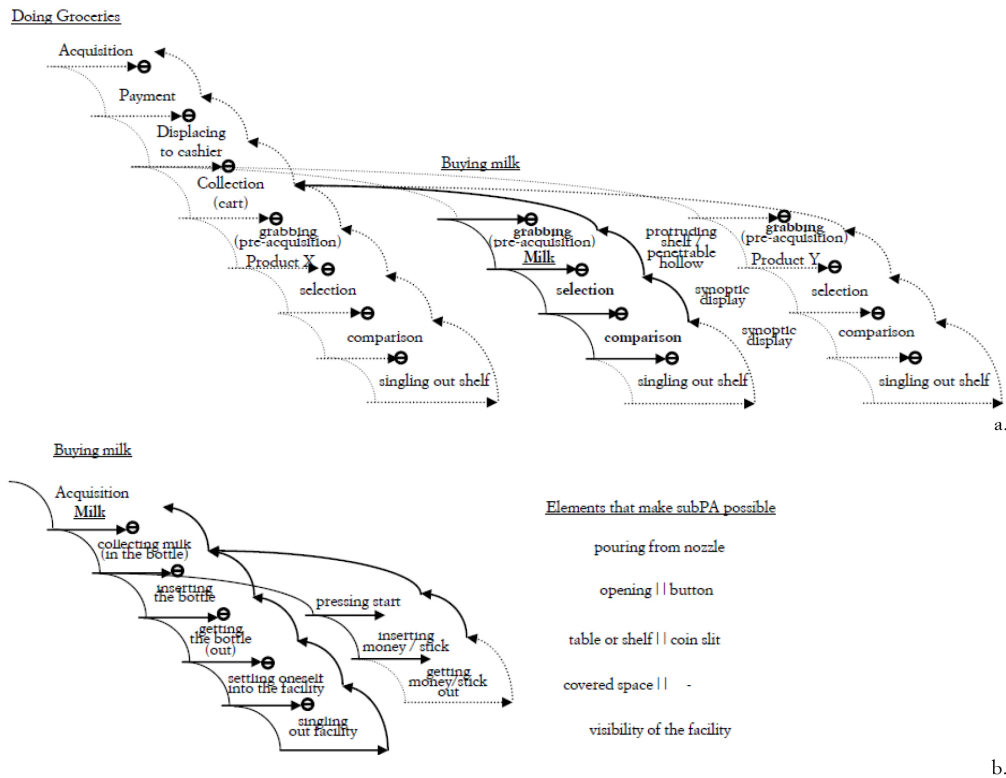 Doing Groceries
Acquisition
Payment
Displacing
to cashier
Buying milk
Collection
(cart)
grabbing
(pre-acquisition)
Product X
selection
comparison
singling out shelf
grabbing
(pre-acquisition)
Milk
selection
comparison
singling out shelf
protruding
shelf /
penetrable
hollow
synoptic
display
synoptic
display
grabbing
(pre-acquisition)
Product Y
selection
comparison
singling out shelf
a.
Buying milk
Acquisition
Milk
collecting milk
(in the bottle)
inserting
the bottle
getting
the bottle
(out)
settling oneself
into the facility
singling
out facility
pressing start
inserting
money / stick
getting
money/stick
out
Elements that make subPA possible
pouring from nozzle
opening || button
table or shelf || coin slit
covered space || -
visibility of the facility
b.